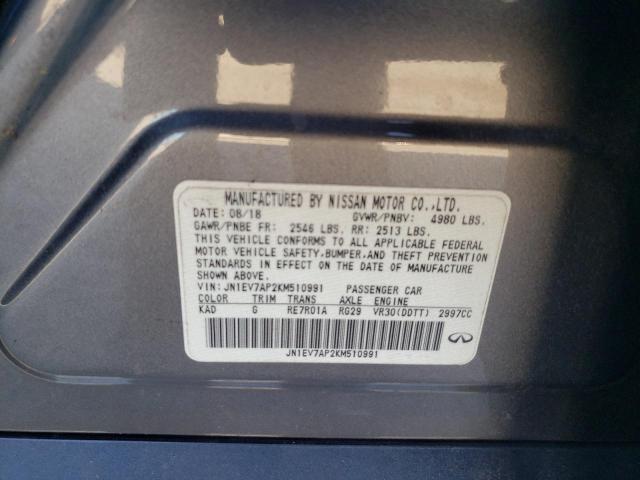 MANUFACTURED BY NISSAN MOTOR CO.,LTD.
DATE: 08/18 GVWR/PNBV: 4980 LBS.
GAWR/PNBE FR: 2546 LBS. RR: 2513 LBS.
THIS VEHICLE CONFORMS TO ALL APPLICABLE FEDERAL
MOTOR VEHICLE SAFETY,BUMPER,AND THEFT PREVENTION
STANDARDS IN EFFECT ON THE DATE OF MANUFACTURE
SHOWN ABOVE.
VIN: JN1EV7AP2KM510991 PASSENGER CAR
COLOR TRIM TRANS AXLE ENGINE
KAD G RE7R01A RG29 VR30(DDTT) 2997CC
JN1EV7AP2KM510991